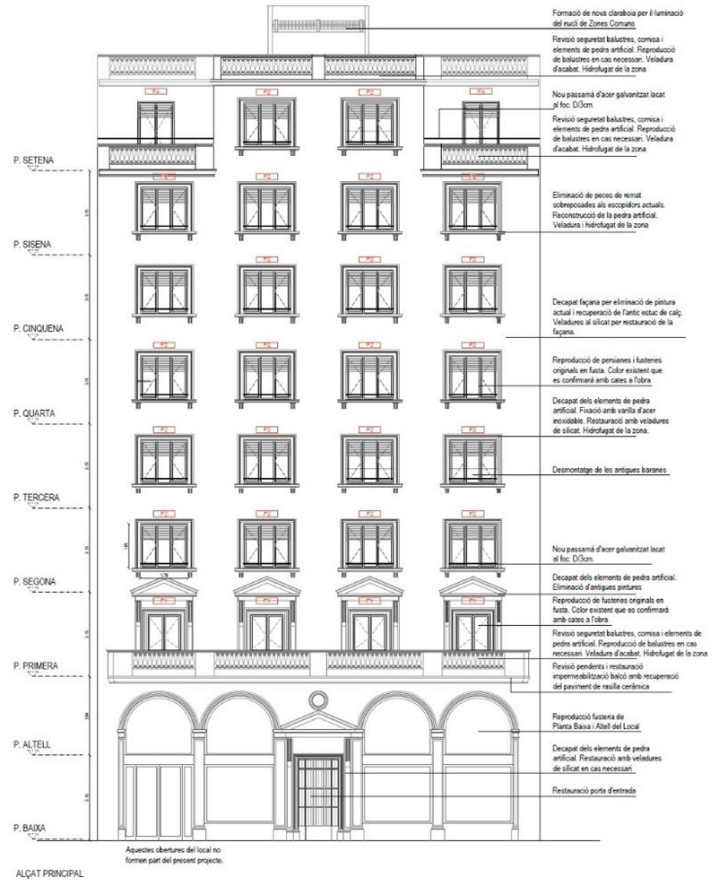 Formació de nova claraboia per il·luminació
del nucli de Zones Comuns
Revisió seguretat balustres, cornisa i
elements de pedra artificial. Reproducció
de balustres en cas necessari. Veladura
d'acabat. Hidrofugat de la zona
Nou passamà d'acer galvanitzat lacat
al foc. D/3cm.
Revisió seguretat balustres, cornisa i
elements de pedra artificial. Reproducció
de balustres en cas necessari. Veladura
d'acabat. Hidrofugat de la zona
P. SETENA
Eliminació de peces de remat
sobreposades als escopidors actuals.
Reconstrucció de la pedra artificial.
Veladura i hidrofugat de la zona
P. SISENA
Decapat façana per eliminació de pintura
actual i recuperació de l'antic estuc de calç.
Veladures al silicat per restauració de la
façana.
P. CINQUENA
Reproducció de persianes i fusteries
originals en fusta. Color existent que
es confirmarà amb cates a l'obra
Decapat dels elements de pedra
artificial. Fixació amb varilla d'acer
inoxidable. Restauració amb veladures
de silicat. Hidrofugat de la zona.
P. QUARTA
Desmontatge de les antigues baranes
P. TERCERA
Nou passamà d'acer galvanitzat lacat
al foc. D/3cm.
P. SEGONA
Decapat dels elements de pedra artificial.
Eliminació d'antigues pintures
Reproducció de fusteries originals en
fusta. Color existent que es confirmarà
amb cates a l'obra
Revisió seguretat balustres, cornisa i elements de
pedra artificial. Reproducció de balustres en cas
necessari. Veladura d'acabat. Hidrofugat de la zona
P. PRIMERA
Revisió pendents i restauració
impermeabilització balcó amb recuperació
del paviment de rasilla ceràmica
Reproducció fusteria de
Planta Baixa i Altell del Local
P. ALTELL
Decapat dels elements de pedra
artificial. Restauració amb veladures
de silicat en cas necessari
Restauració porta d'entrada
P. BAIXA
Aquestes obertures del local no
formen part del present projecte.
ALÇAT PRINCIPAL